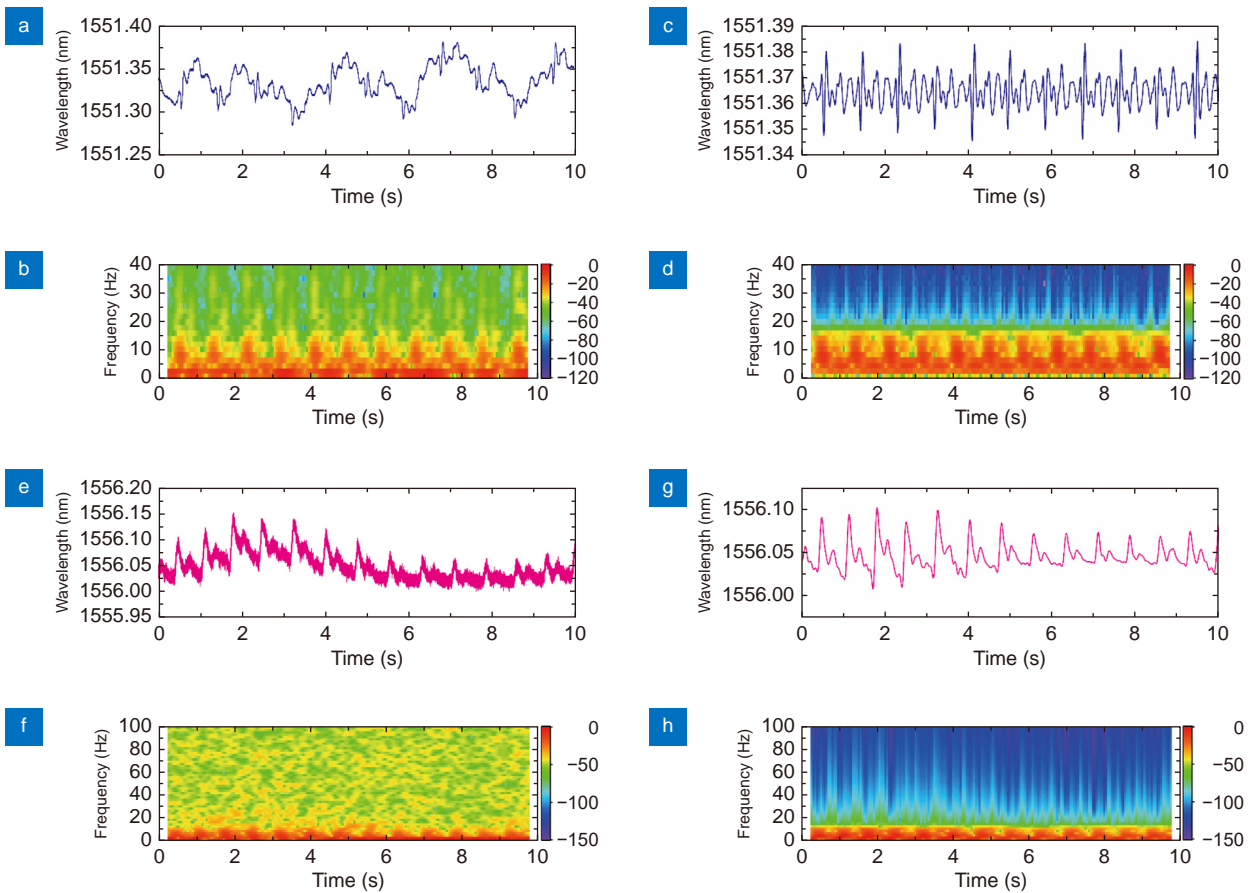 a
Wavelength (nm)
1551.40
1551.35
1551.30
1551.25
0 2 4 6 8 10
Time (s)
c
Wavelength (nm)
1551.39
1551.38
1551.37
1551.36
1551.35
1551.34
0 2 4 6 8 10
Time (s)
b
Frequency (Hz)
40
30
20
10
0
0 2 4 6 8 10
Time (s)
0
−20
−40
−60
−80
−100
−120
d
Frequency (Hz)
40
30
20
10
0
0 2 4 6 8 10
Time (s)
0
−20
−40
−60
−80
−100
−120
e
Wavelength (nm)
1556.20
1556.15
1556.10
1556.05
1556.00
1555.95
0 2 4 6 8 10
Time (s)
g
Wavelength (nm)
1556.10
1556.05
1556.00
0 2 4 6 8 10
Time (s)
f
Frequency (Hz)
100
80
60
40
20
0
0 2 4 6 8 10
Time (s)
0
−50
−100
−150
h
Frequency (Hz)
100
80
60
40
20
0
0 2 4 6 8 10
Time (s)
0
−50
−100
−150